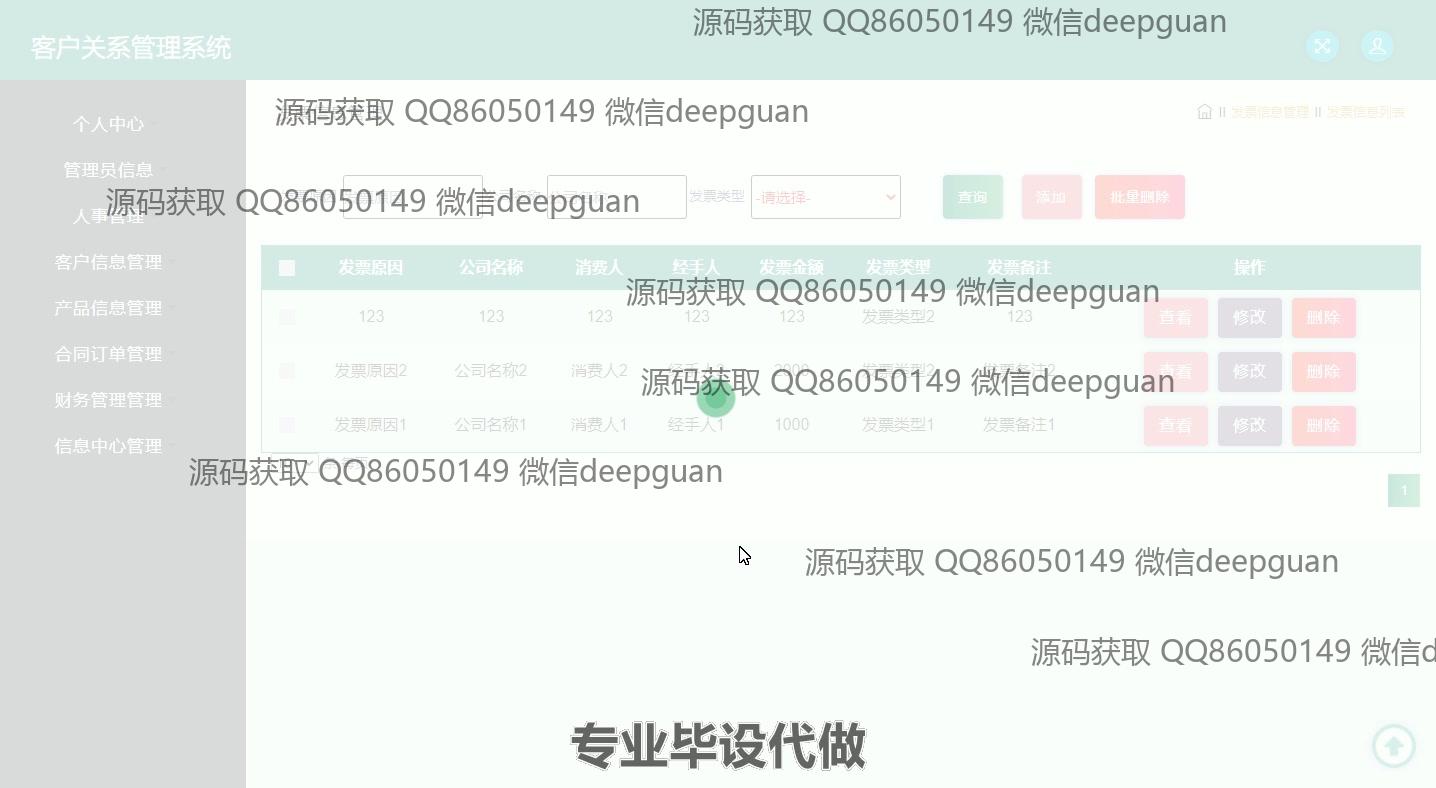 源码获取 QQ86050149 微信deepguan
客户关系管理系统
源码获取 QQ86050149 微信deepguan
发票信息管理 发票信息列表
个人中心
管理员信息
人事管理
客户信息管理
产品信息管理
合同订单管理
财务管理管理
信息中心管理
源码获取 QQ86050149 微信deepguan
发票类型 -请选择- 查询 添加 批量删除
发票原因 公司名称 消费人 经手人 发票金额 发票类型 发票备注 操作
源码获取 QQ86050149 微信deepguan
123 123 123 123 123 发票类型2 123 查看 修改 删除
发票原因2 公司名称2 消费人2 经手人2 2000 发票类型2 发票备注2 查看 修改 删除
源码获取 QQ86050149 微信deepguan
发票原因1 公司名称1 消费人1 经手人1 1000 发票类型1 发票备注1 查看 修改 删除
源码获取 QQ86050149 微信deepguan
1
源码获取 QQ86050149 微信deepguan
源码获取 QQ86050149 微信d
专业毕设代做